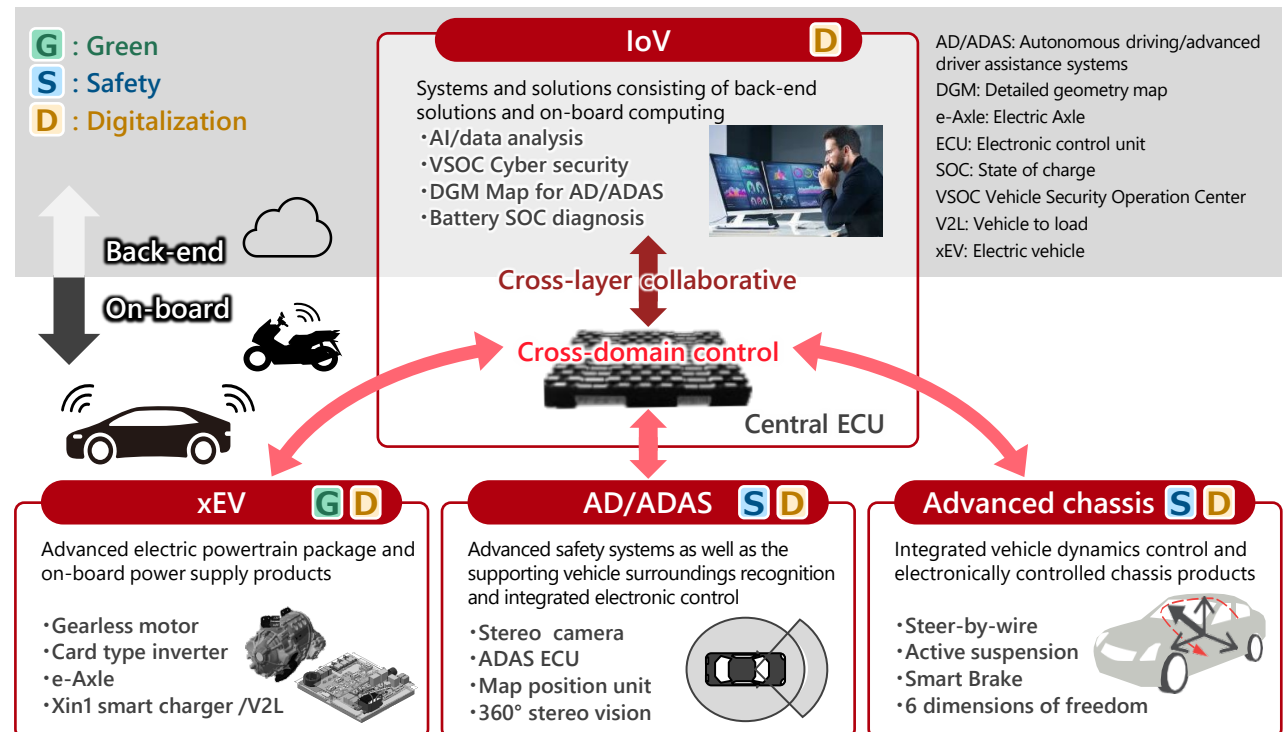 G : Green
S : Safety
D : Digitalization
Back-end
On-board
IoV D
Systems and solutions consisting of back-end
solutions and on-board computing
・AI/data analysis
・VSOC Cyber security
・DGM Map for AD/ADAS
・Battery SOC diagnosis
Cross-layer collaborative
Cross-domain control
Central ECU
AD/ADAS: Autonomous driving/advanced
driver assistance systems
DGM: Detailed geometry map
e-Axle: Electric Axle
ECU: Electronic control unit
SOC: State of charge
VSOC Vehicle Security Operation Center
V2L: Vehicle to load
xEV: Electric vehicle
xEV G D
Advanced electric powertrain package and
on-board power supply products
・Gearless motor
・Card type inverter
・e-Axle
・Xin1 smart charger /V2L
AD/ADAS S D
Advanced safety systems as well as the
supporting vehicle surroundings recognition
and integrated electronic control
・Stereo camera
・ADAS ECU
・Map position unit
・360° stereo vision
Advanced chassis S D
Integrated vehicle dynamics control and
electronically controlled chassis products
・Steer-by-wire
・Active suspension
・Smart Brake
・6 dimensions of freedom